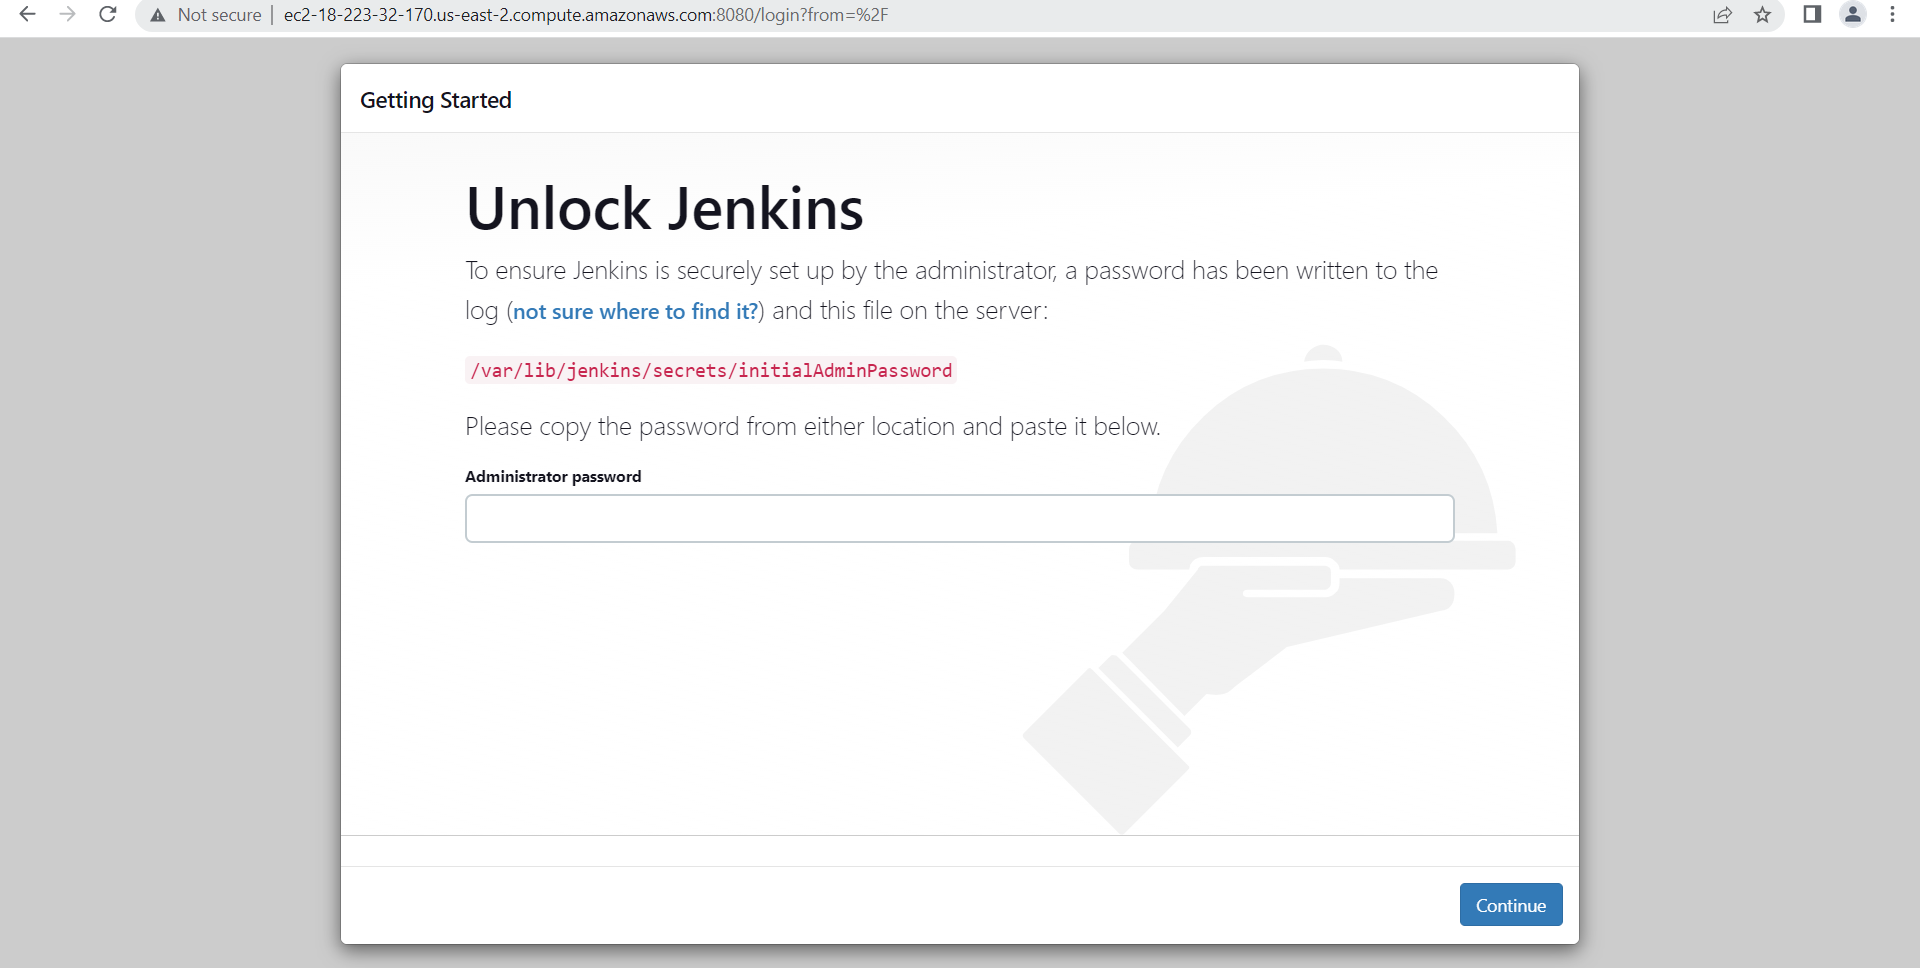 Not secure | ec2-18-223-32-170.us-east-2.compute.amazonaws.com:8080/login?from=%2F
Getting Started
Unlock Jenkins
To ensure Jenkins is securely set up by the administrator, a password has been written to the
log (not sure where to find it?) and this file on the server:
/var/lib/jenkins/secrets/initialAdminPassword
Please copy the password from either location and paste it below.
Administrator password
Continue